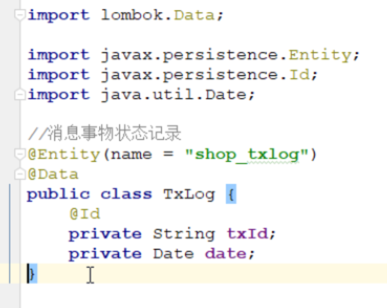 import lombok.Data;
import javax.persistence.Entity;
import javax.persistence.Id;
import java.util.Date;
//消息事物状态记录
@Entity(name = "shop_txlog")
@Data
public class TxLog {
@Id
private String txId;
private Date date;
}